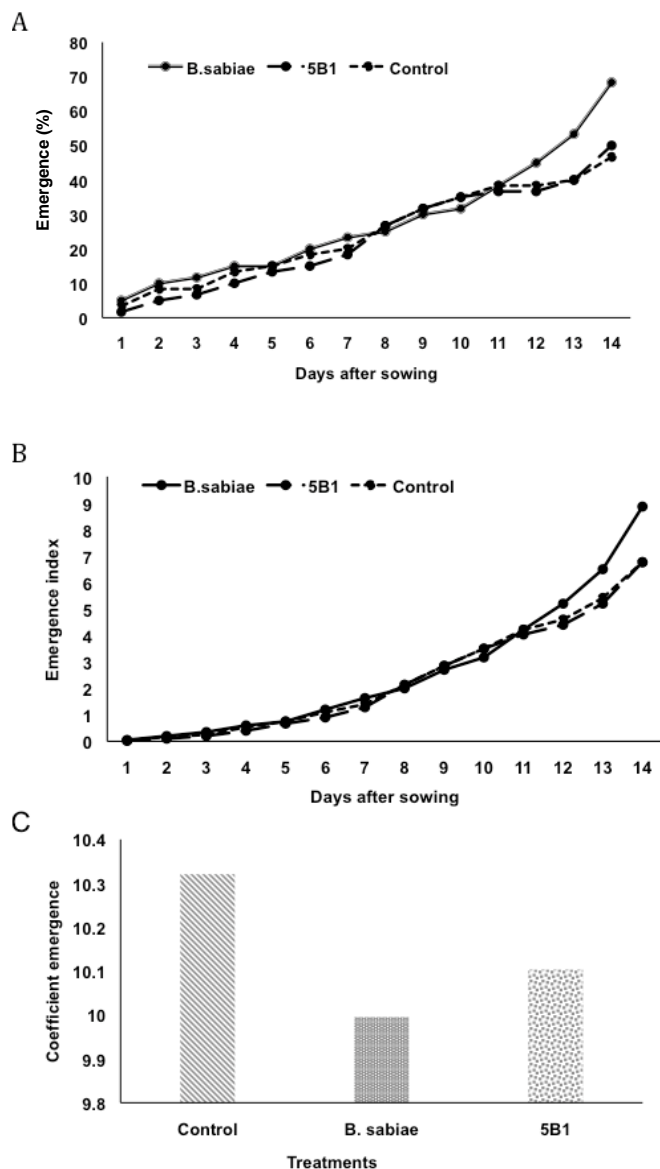 A
80
70
60
50
40
30
20
10
0
Emergence (%)
B.sabiae 5B1 Control
1 2 3 4 5 6 7 8 9 10 11 12 13 14
Days after sowing
B
10
9
8
7
6
5
4
3
2
1
0
Emergence index
B.sabiae 5B1 Control
1 2 3 4 5 6 7 8 9 10 11 12 13 14
Days after sowing
C
10.4
10.3
10.2
10.1
10
9.9
9.8
Coefficient emergence
Control B. sabiae 5B1
Treatments